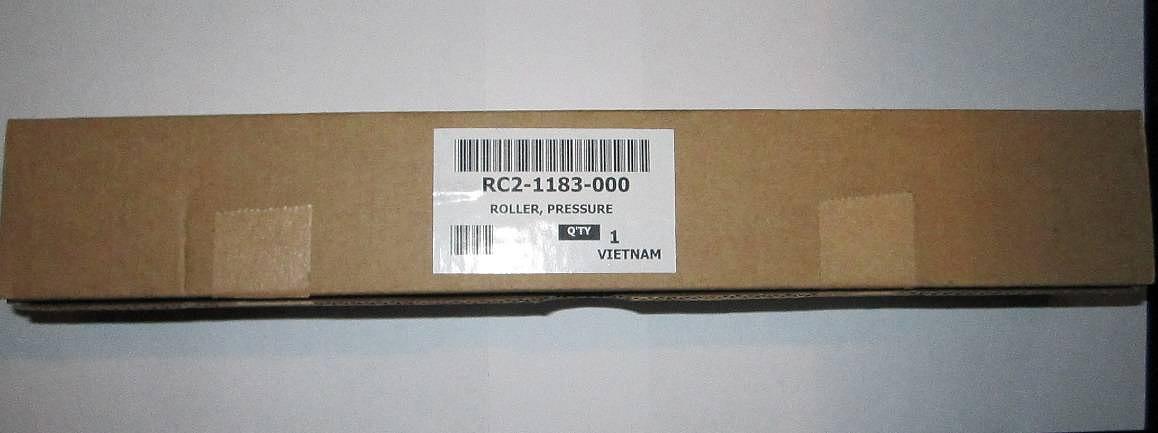 RC2-1183-000
ROLLER, PRESSURE
Q'TY 1
VIETNAM